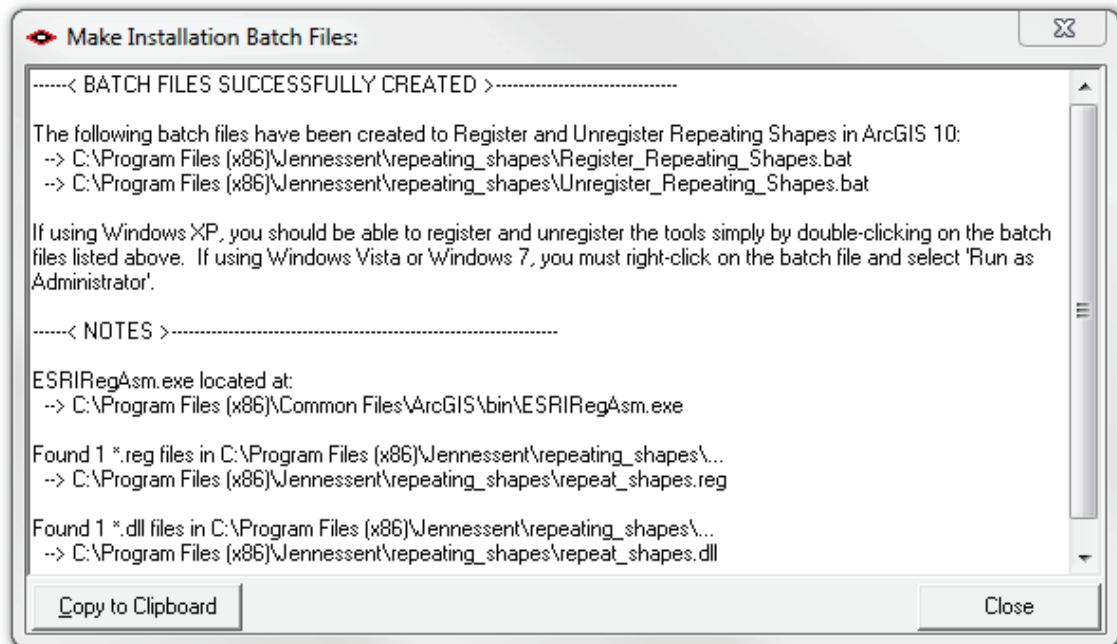 Make Installation Batch Files:
-----< BATCH FILES SUCCESSFULLY CREATED >--------------------------------
The following batch files have been created to Register and Unregister Repeating Shapes in ArcGIS 10:
--> C:\Program Files (x86)\Jennessent\repeating_shapes\Register_Repeating_Shapes.bat
--> C:\Program Files (x86)\Jennessent\repeating_shapes\Unregister_Repeating_Shapes.bat
If using Windows XP, you should be able to register and unregister the tools simply by double-clicking on the batch
files listed above.  If using Windows Vista or Windows 7, you must right-click on the batch file and select 'Run as
Administrator'.
-----< NOTES >--------------------------------------------------------------------
ESRIRegAsm.exe located at:
--> C:\Program Files (x86)\Common Files\ArcGIS\bin\ESRIRegAsm.exe
Found 1 *.reg files in C:\Program Files (x86)\Jennessent\repeating_shapes\...
--> C:\Program Files (x86)\Jennessent\repeating_shapes\repeat_shapes.reg
Found 1 *.dll files in C:\Program Files (x86)\Jennessent\repeating_shapes\...
--> C:\Program Files (x86)\Jennessent\repeating_shapes\repeat_shapes.dll
Copy to Clipboard
Close